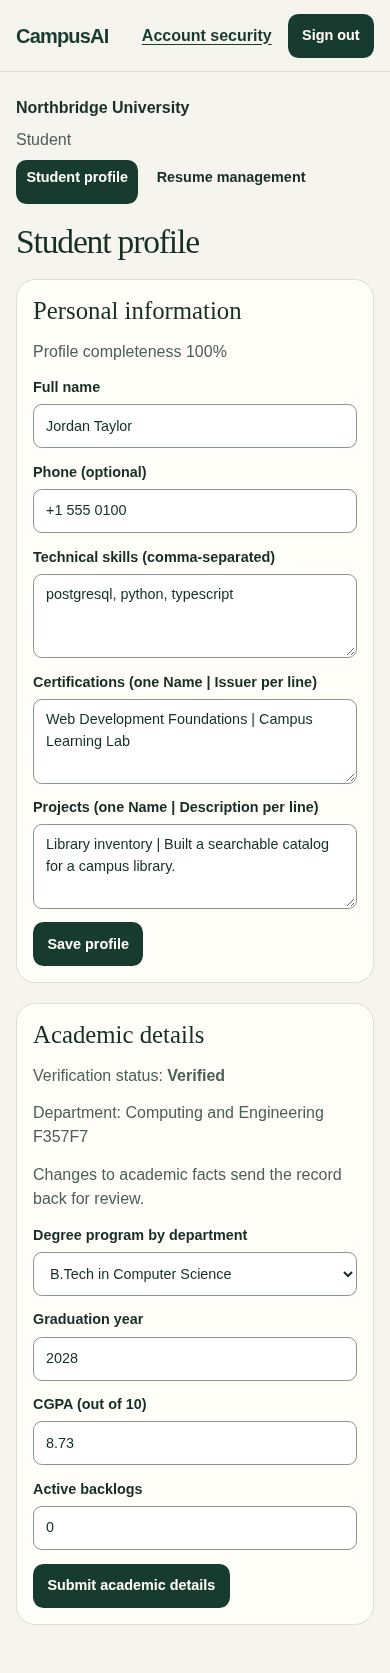 CampusAI
Account security
Sign out
Northbridge University
Student
Student profile
Resume management
Student profile
Personal information
Profile completeness 100%
Full name
Jordan Taylor
Phone (optional)
+1 555 0100
Technical skills (comma-separated)
postgresql, python, typescript
Certifications (one Name | Issuer per line)
Web Development Foundations | Campus
Learning Lab
Projects (one Name | Description per line)
Library inventory | Built a searchable catalog
for a campus library.
Save profile
Academic details
Verification status: Verified
Department: Computing and Engineering
F357F7
Changes to academic facts send the record
back for review.
Degree program by department
B.Tech in Computer Science
Graduation year
2028
CGPA (out of 10)
8.73
Active backlogs
0
Submit academic details